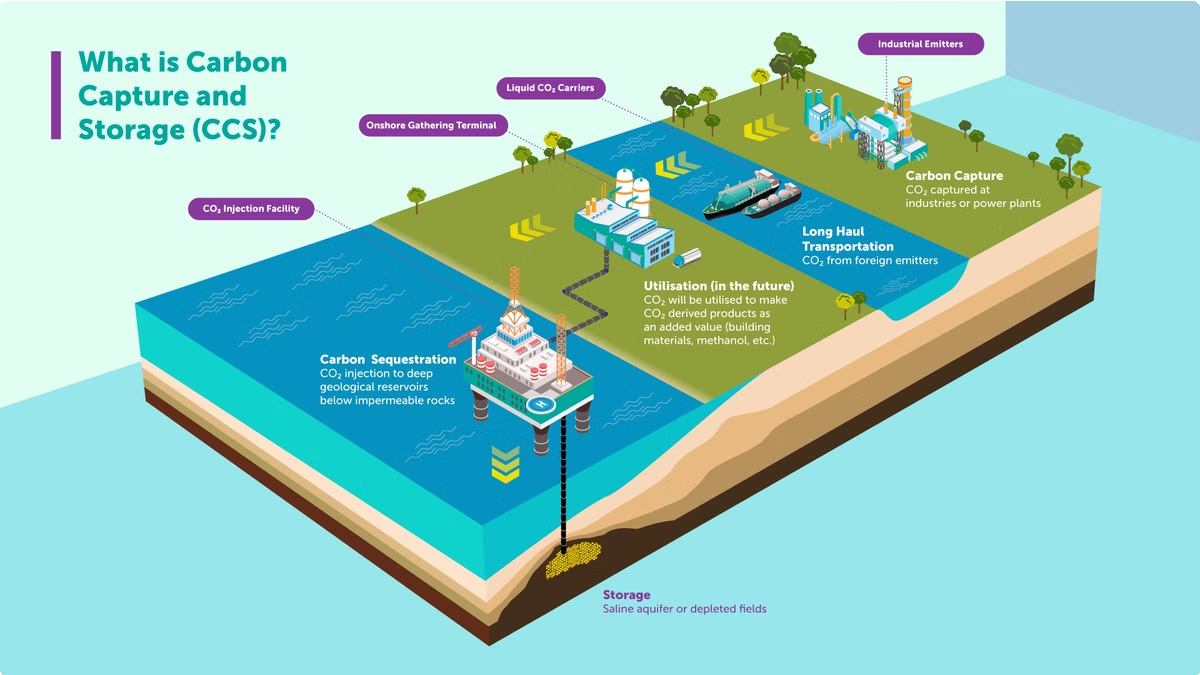 What is Carbon
Capture and
Storage (CCS)?
Industrial Emitters
Liquid CO₂ Carriers
Onshore Gathering Terminal
CO₂ Injection Facility
Carbon Capture
CO₂ captured at
industries or power plants
Long Haul
Transportation
CO₂ from foreign emitters
Utilisation (in the future)
CO₂ will be utilised to make
CO₂ derived products as
an added value (building
materials, methanol, etc.)
Carbon Sequestration
CO₂ injection to deep
geological reservoirs
below impermeable rocks
H
Storage
Saline aquifer or depleted fields